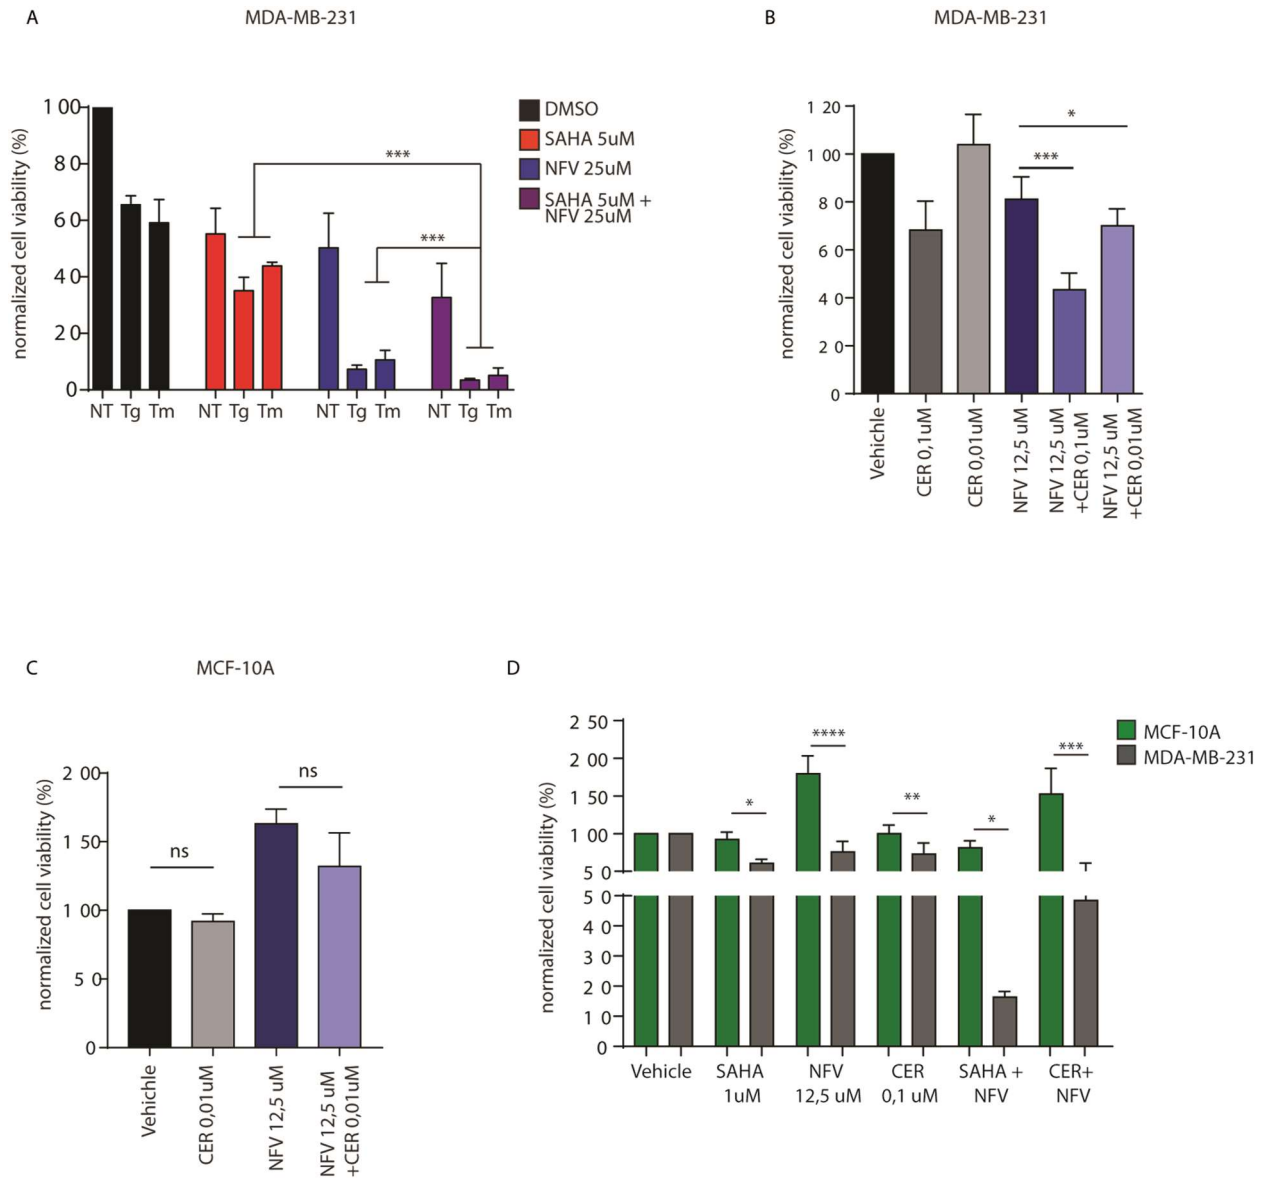 A
MDA-MB-231
normalized cell viability (%)
1 00
8 0
6 0
4 0
2 0
0
NT Tg Tm
NT Tg Tm
NT Tg Tm
NT Tg Tm
***
***
DMSO
SAHA 5uM
NFV 25uM
SAHA 5uM +
NFV 25uM
B
MDA-MB-231
normalized cell viability (%)
1 20
1 00
8 0
6 0
4 0
2 0
0
*
***
Vehichle
CER 0,1uM
CER 0,01uM
NFV 12,5 uM
NFV 12,5 uM
+CER 0,1uM
NFV 12,5 uM
+CER 0,01uM
C
MCF-10A
normalized cell viability (%)
2 00
1 50
1 00
5 0
0
ns
ns
Vehichle
CER 0,01uM
NFV 12,5 uM
NFV 12,5 uM
+CER 0,01uM
D
normalized cell viability (%)
2 50
2 00
1 50
1 00
5 0
5 0
4 0
3 0
2 0
1 0
0
*
****
**
*
***
MCF-10A
MDA-MB-231
Vehicle
SAHA
1uM
NFV
12,5 uM
CER
0,1 uM
SAHA +
NFV
CER+
NFV